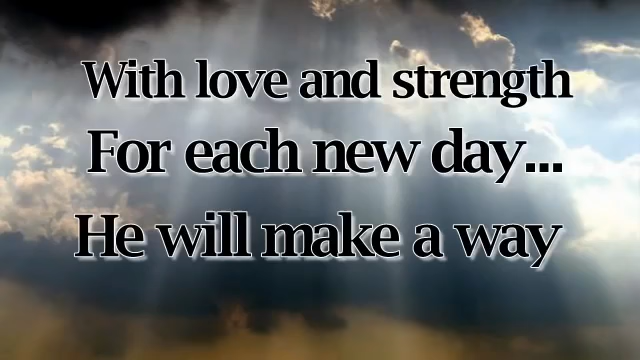 With love and strength
For each new day...
He will make a way